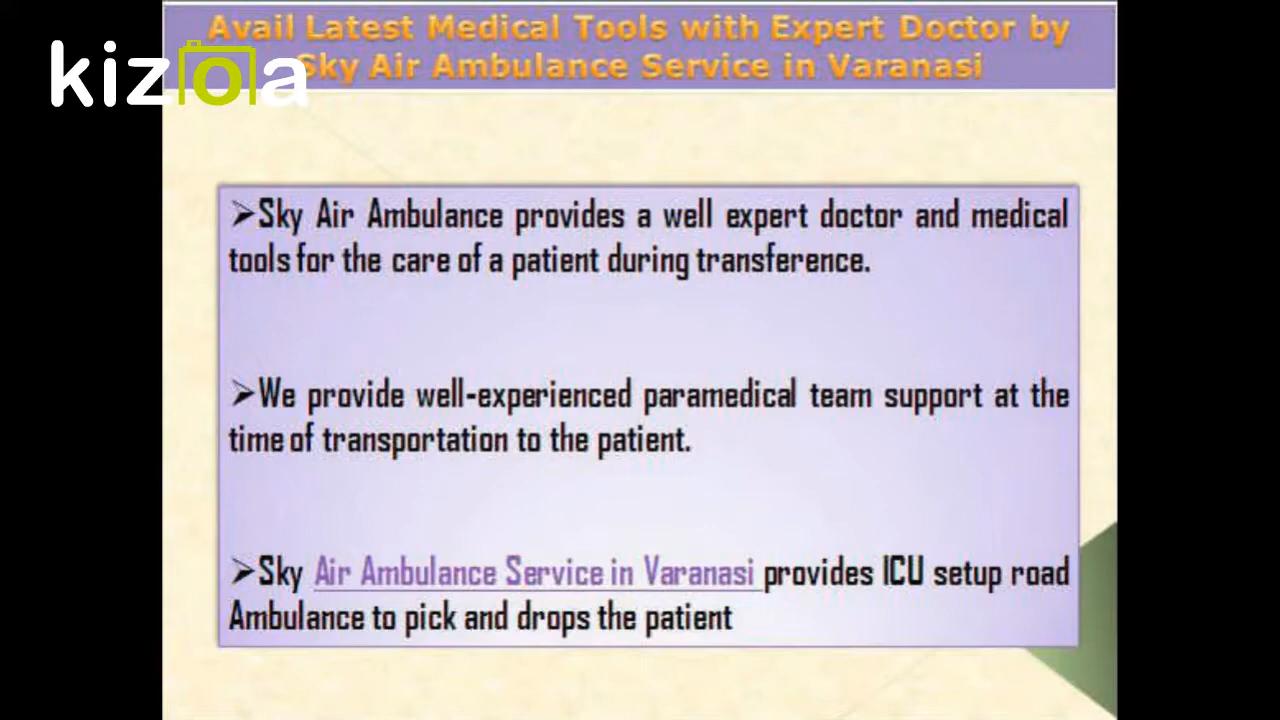 Avail Latest Medical Tools with Expert Doctor by
Sky Air Ambulance Service in Varanasi
kizoa
➢Sky Air Ambulance provides a well expert doctor and medical
tools for the care of a patient during transference.
➢We provide well-experienced paramedical team support at the
time of transportation to the patient.
➢Sky Air Ambulance Service in Varanasi provides ICU setup road
Ambulance to pick and drops the patient